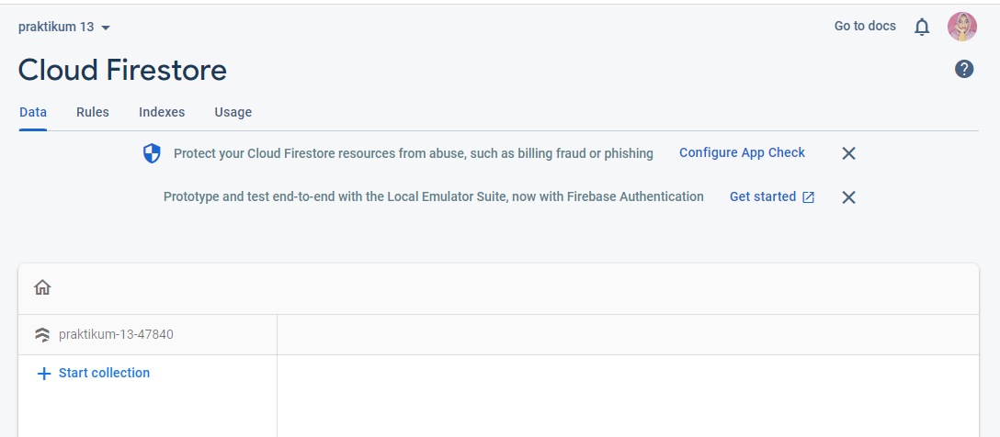 praktikum 13
Go to docs
Cloud Firestore
Data Rules Indexes Usage
Protect your Cloud Firestore resources from abuse, such as billing fraud or phishing Configure App Check
Prototype and test end-to-end with the Local Emulator Suite, now with Firebase Authentication Get started
praktikum-13-47840
Start collection